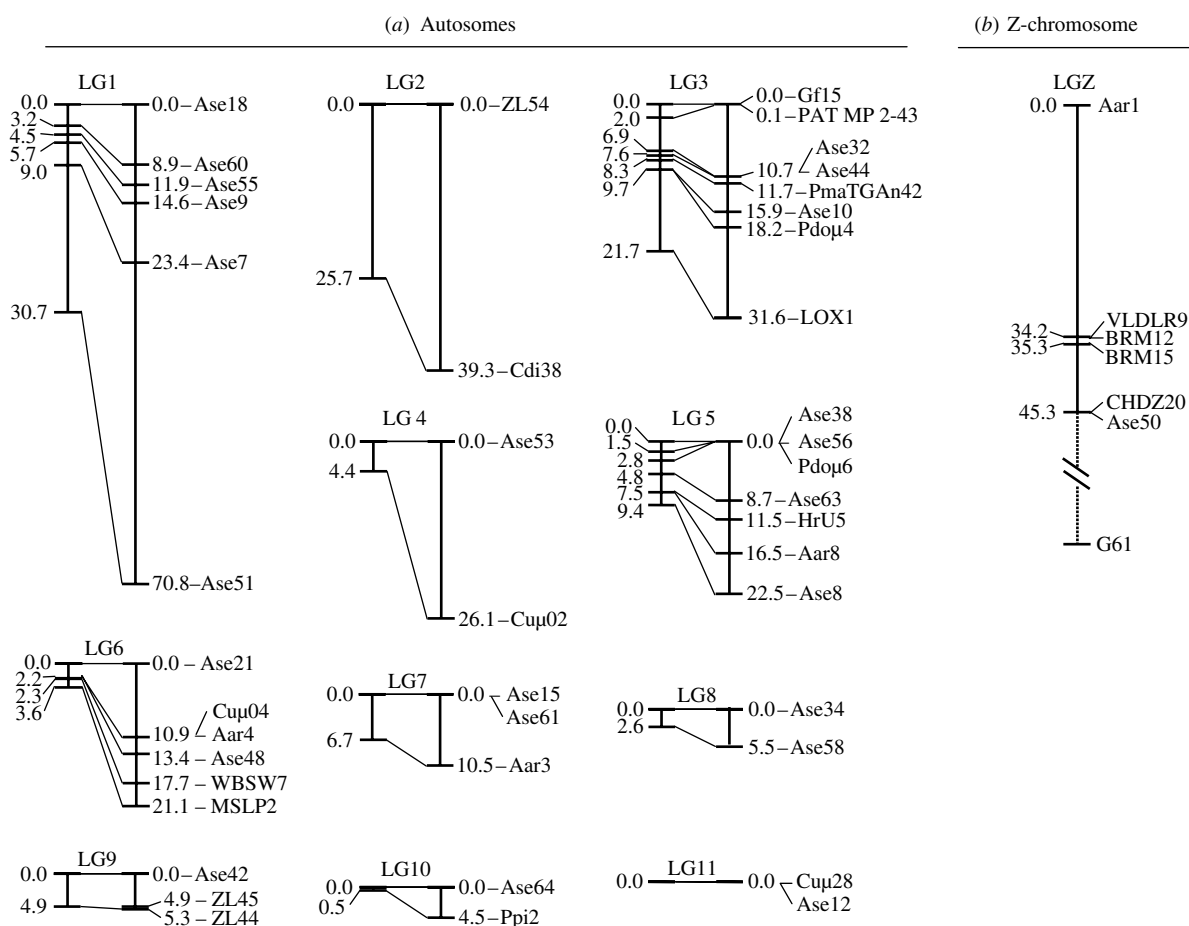 (a) Autosomes
(b) Z-chromosome
LG1
0.0
3.2
4.5
5.7
9.0
30.7
0.0–Ase18
8.9–Ase60
11.9–Ase55
14.6–Ase9
23.4–Ase7
70.8–Ase51
LG2
0.0
25.7
0.0–ZL54
39.3–Cdi38
LG3
0.0
2.0
6.9
7.6
8.3
9.7
21.7
0.0–Gf15
0.1–PAT MP 2-43
Ase32
10.7
Ase44
11.7–PmaTGAn42
15.9–Ase10
18.2–Pdoμ4
31.6–LOX1
LGZ
0.0
Aar1
34.2
35.3
VLDLR9
BRM12
BRM15
45.3
CHDZ20
Ase50
G61
LG 4
0.0
4.4
0.0–Ase53
26.1–Cuμ02
LG 5
0.0
1.5
2.8
4.8
7.5
9.4
Ase38
0.0
Ase56
Pdoμ6
8.7–Ase63
11.5–HrU5
16.5–Aar8
22.5–Ase8
LG6
0.0
2.2
2.3
3.6
0.0–Ase21
Cuμ04
10.9
Aar4
13.4–Ase48
17.7–WBSW7
21.1–MSLP2
LG7
0.0
6.7
0.0
Ase15
Ase61
10.5–Aar3
LG8
0.0
2.6
0.0–Ase34
5.5–Ase58
LG9
0.0
4.9
0.0–Ase42
4.9–ZL45
5.3–ZL44
LG10
0.0
0.5
0.0–Ase64
4.5–Ppi2
LG11
0.0
0.0
Cuμ28
Ase12